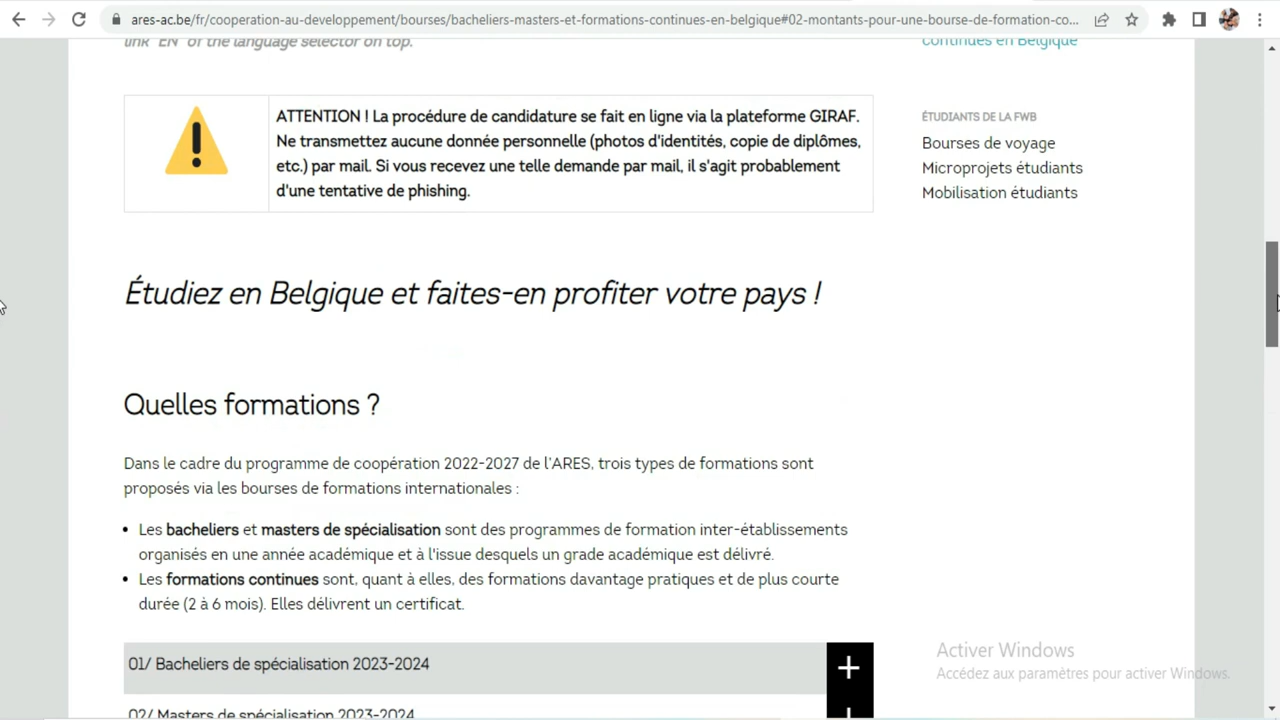 ares-ac.be/fr/cooperation-au-developpement/bourses/bacheliers-masters-et-formations-continues-en-belgique#02-montants-pour-une-bourse-de-formation-co...
link "EN" of the language selector on top.
continues en Belgique
ATTENTION ! La procédure de candidature se fait en ligne via la plateforme GIRAF.
Ne transmettez aucune donnée personnelle (photos d'identités, copie de diplômes,
etc.) par mail. Si vous recevez une telle demande par mail, il s'agit probablement
d'une tentative de phishing.
ÉTUDIANTS DE LA FWB
Bourses de voyage
Microprojets étudiants
Mobilisation étudiants
Étudiez en Belgique et faites-en profiter votre pays !
Quelles formations ?
Dans le cadre du programme de coopération 2022-2027 de l'ARES, trois types de formations sont
proposés via les bourses de formations internationales :
• Les bacheliers et masters de spécialisation sont des programmes de formation inter-établissements
organisés en une année académique et à l'issue desquels un grade académique est délivré.
• Les formations continues sont, quant à elles, des formations davantage pratiques et de plus courte
durée (2 à 6 mois). Elles délivrent un certificat.
01/ Bacheliers de spécialisation 2023-2024
+
02/ Masters de spécialisation 2023-2024
Activer Windows
Accédez aux paramètres pour activer Windows.